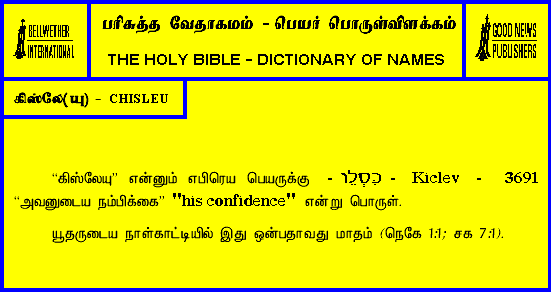 BELLWETHER
INTERNATIONAL
பரிசுத்த வேதாகமம் - பெயர் பொருள்விளக்கம்
THE HOLY BIBLE - DICTIONARY OF NAMES
GOOD NEWS
PUBLISHERS
கிஸ்லே(யு) - CHISLEU
“கிஸ்லேயு” என்னும் எபிரெய பெயருக்கு - כִּסְלֵו - Kiclev - 3691
“அவனுடைய நம்பிக்கை” "his confidence" என்று பொருள்.
யூதருடைய நாள்காட்டியில் இது ஒன்பதாவது மாதம் (நெகே 1:1; சக 7:1).